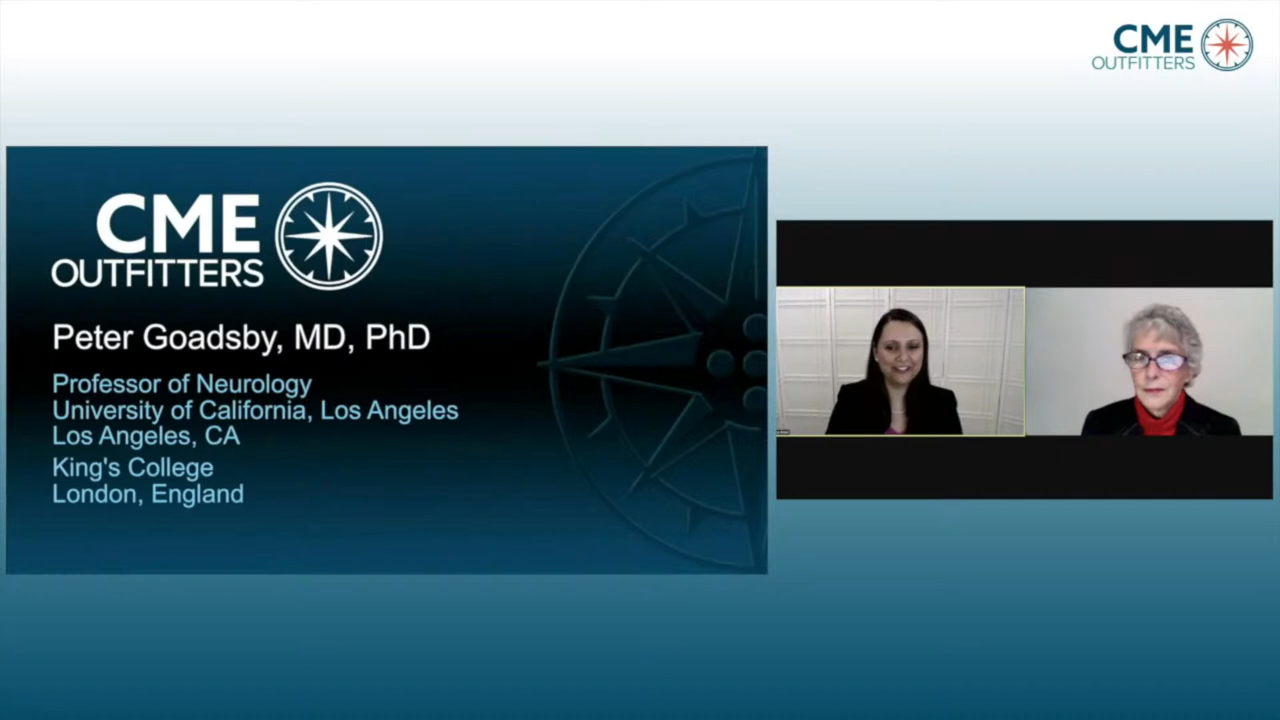 CME
OUTFITTERS
CME
OUTFITTERS
Peter Goadsby, MD, PhD
Professor of Neurology
University of California, Los Angeles
Los Angeles, CA
King's College
London, England